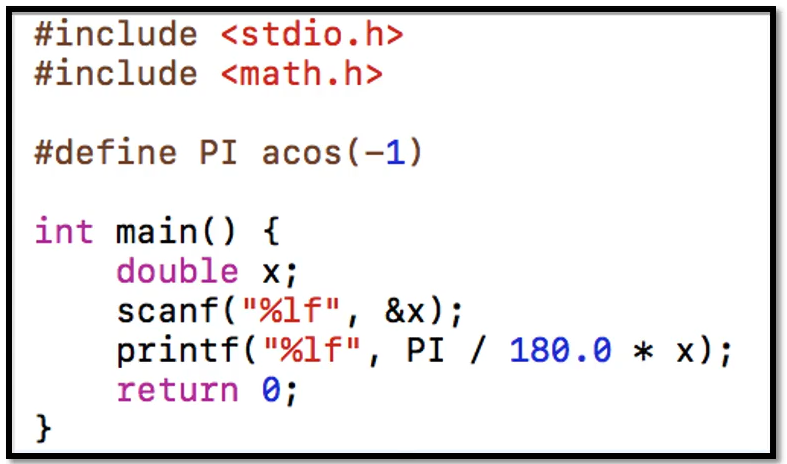 #include <stdio.h>
#include <math.h>
#define PI acos(-1)
int main() {
    double x;
    scanf("%lf", &x);
    printf("%lf", PI / 180.0 * x);
    return 0;
}